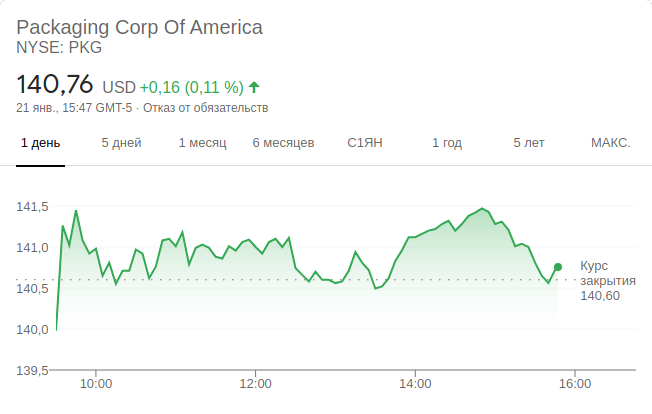 Packaging Corp Of America
NYSE: PKG
140,76 USD +0,16 (0,11 %)
21 янв., 15:47 GMT-5 · Отказ от обязательств
1 день 5 дней 1 месяц 6 месяцев С1ЯН 1 год 5 лет МАКС.
141,5
141,0
140,5
140,0
139,5
Курс
закрытия
140,60
10:00 12:00 14:00 16:00